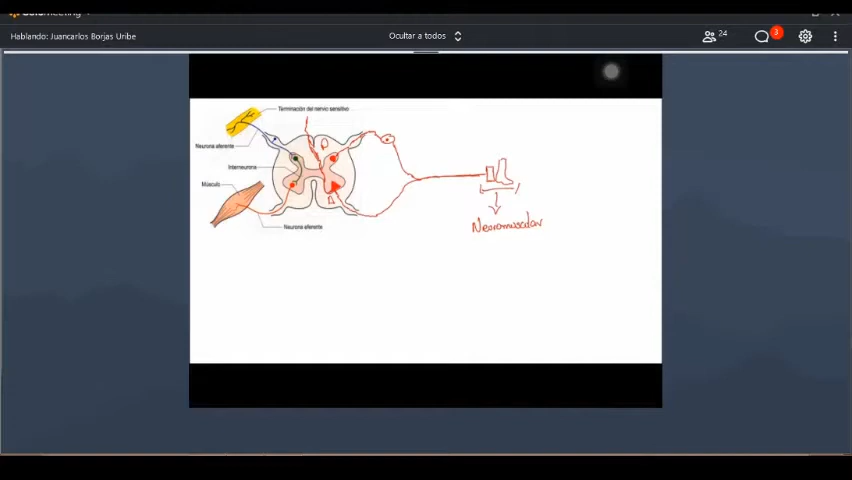 Hablando: Juancarlos Borjas Uribe
Ocultar a todos
24
3
Terminación del nervio sensitivo
Neurona aferente
Interneurona
Músculo
Neurona eferente
Neuromuscular